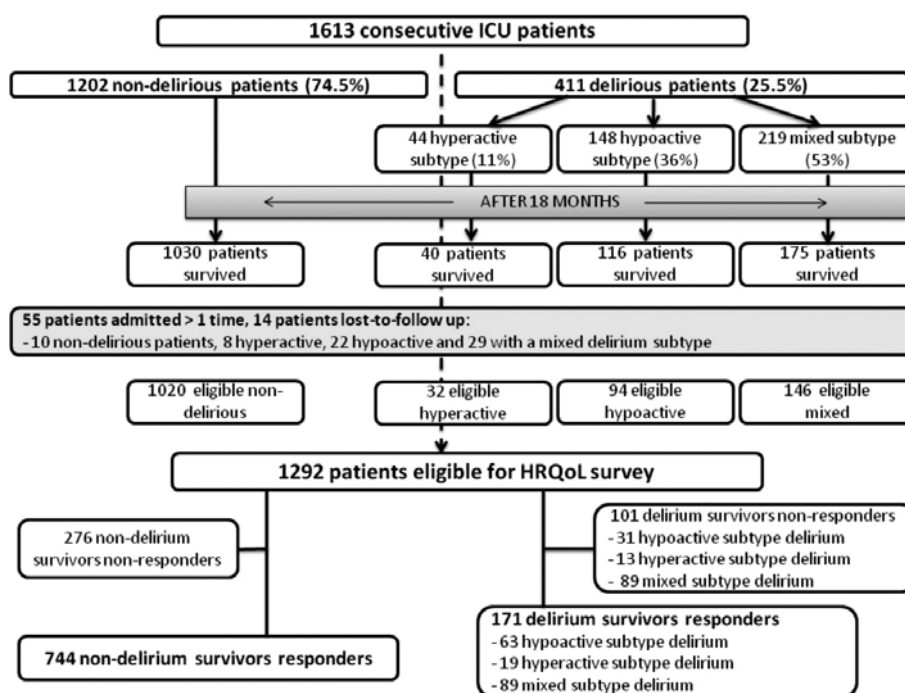 1613 consecutive ICU patients
1202 non-delirious patients (74.5%)
411 delirious patients (25.5%)
44 hyperactive
subtype (11%)
148 hypoactive
subtype (36%)
219 mixed subtype
(53%)
AFTER 18 MONTHS
1030 patients
survived
40 patients
survived
116 patients
survived
175 patients
survived
55 patients admitted > 1 time, 14 patients lost-to-follow up:
- 10 non-delirious patients, 8 hyperactive, 22 hypoactive and 29 with a mixed delirium subtype
1020 eligible non-
delirious
32 eligible
hyperactive
94 eligible
hypoactive
146 eligible
mixed
1292 patients eligible for HRQoL survey
276 non-delirium
survivors non-responders
101 delirium survivors non-responders
- 31 hypoactive subtype delirium
- 13 hyperactive subtype delirium
- 89 mixed subtype delirium
744 non-delirium survivors responders
171 delirium survivors responders
- 63 hypoactive subtype delirium
- 19 hyperactive subtype delirium
- 89 mixed subtype delirium